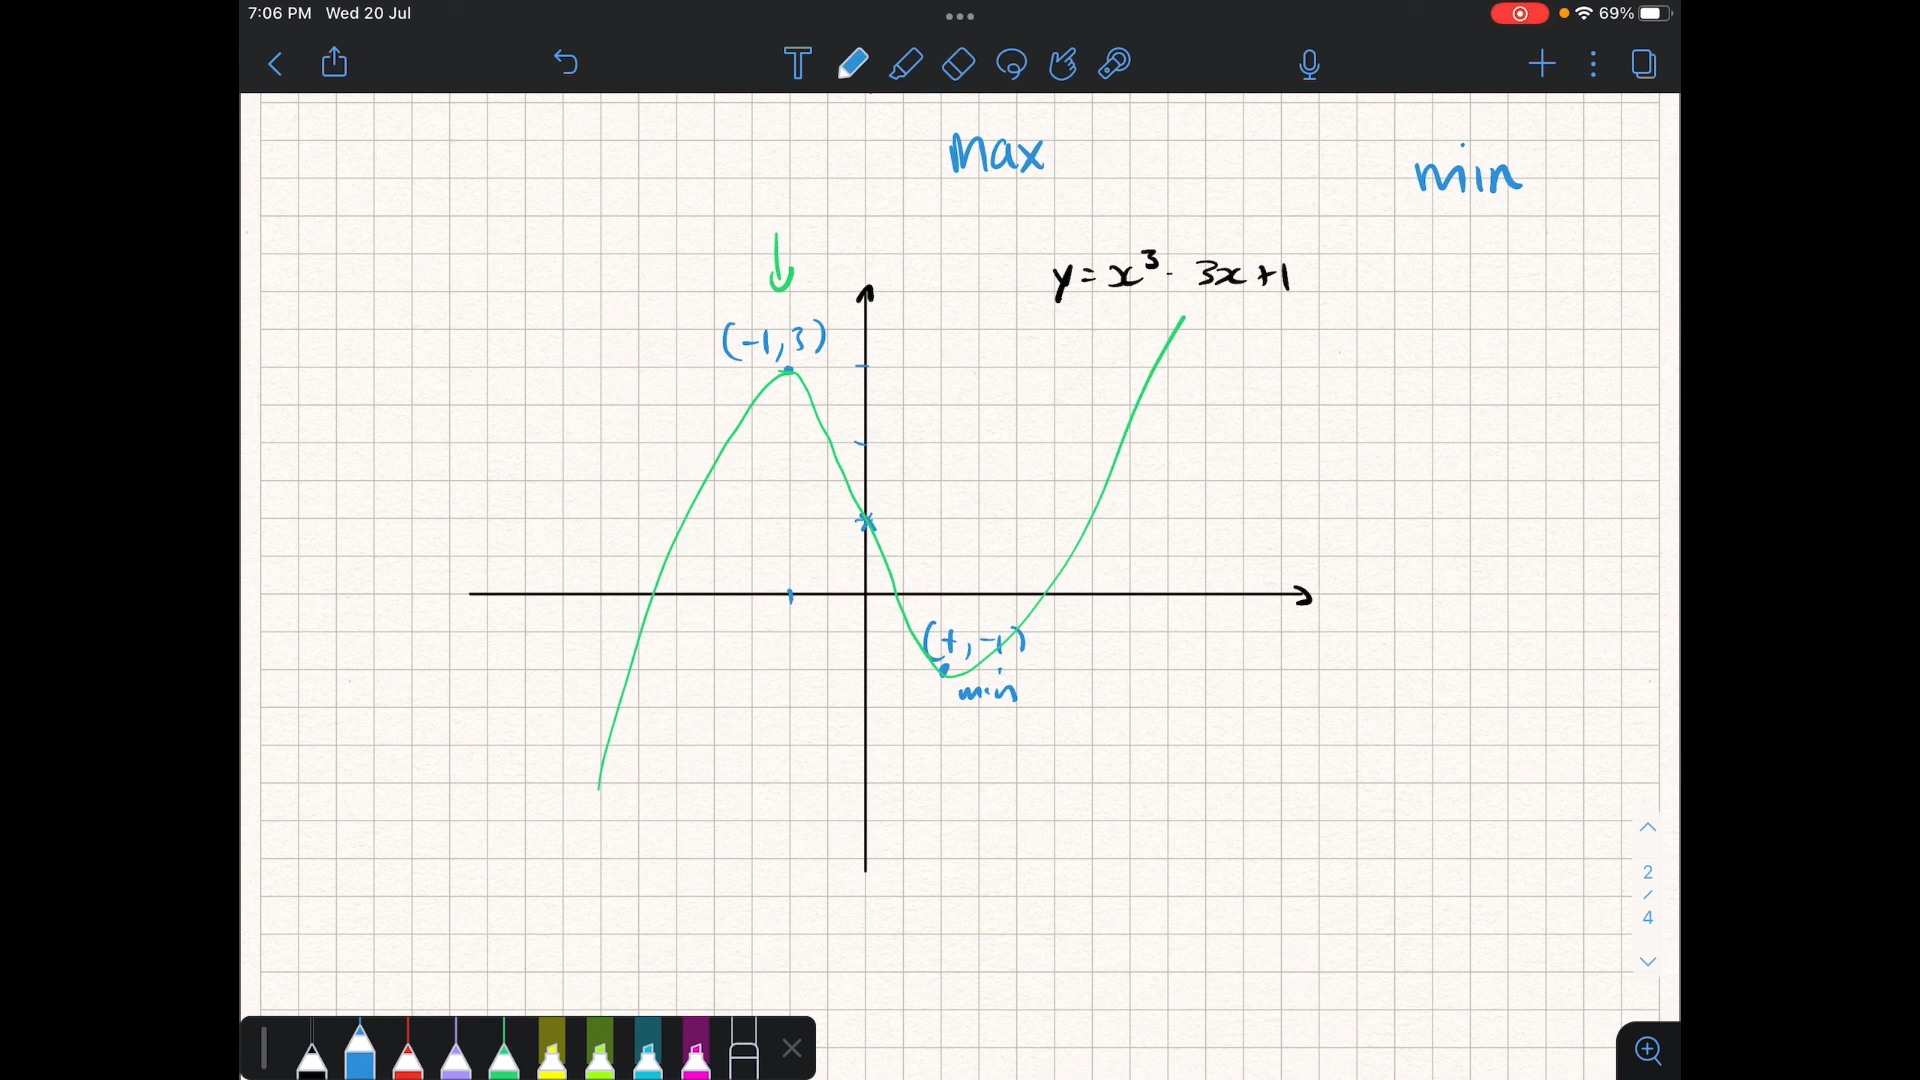 7:06 PM Wed 20 Jul
69%
T
max
min
y = x³ - 3x + 1
(-1, 3)
(1, -1)
min
2
/
4